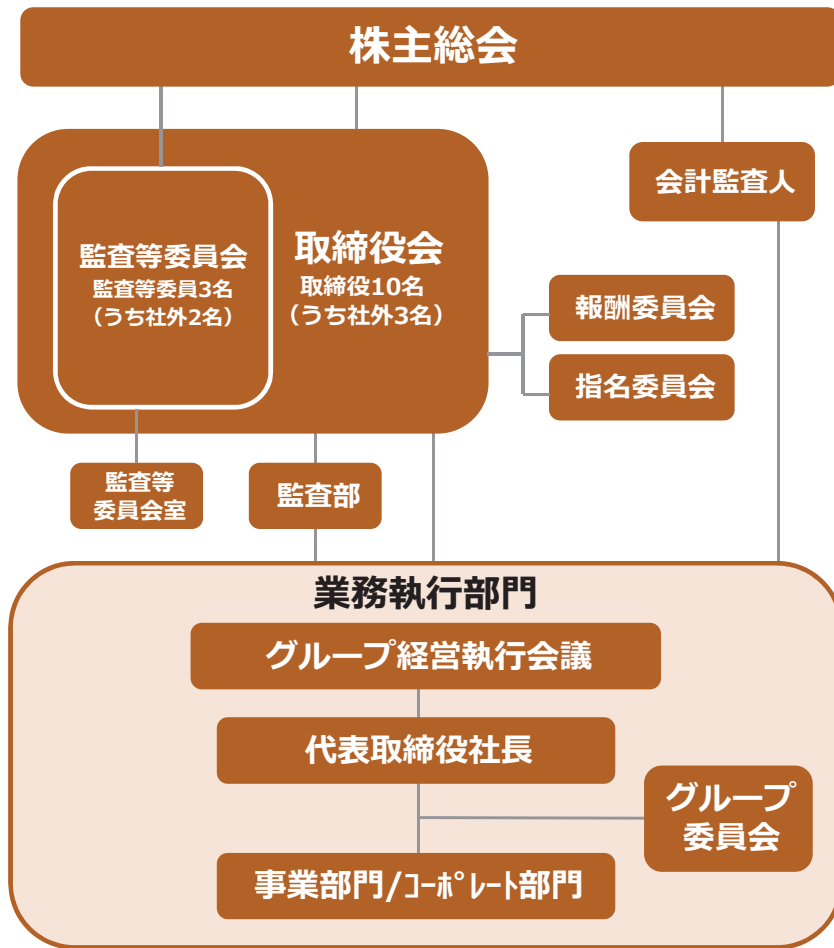 株主総会
会計監査人
監査等委員会
監査等委員3名
（うち社外2名）
取締役会
取締役10名
（うち社外3名）
報酬委員会
指名委員会
監査等
委員会室
監査部
業務執行部門
グループ経営執行会議
代表取締役社長
グループ
委員会
事業部門/ｺｰﾎﾟﾚｰﾄ部門